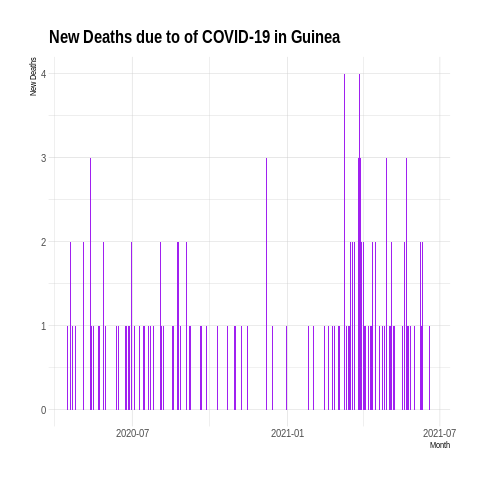 New Deaths due to of COVID-19 in Guinea
New Deaths
4
3
2
1
0
2020-07
2021-01
2021-07
Month